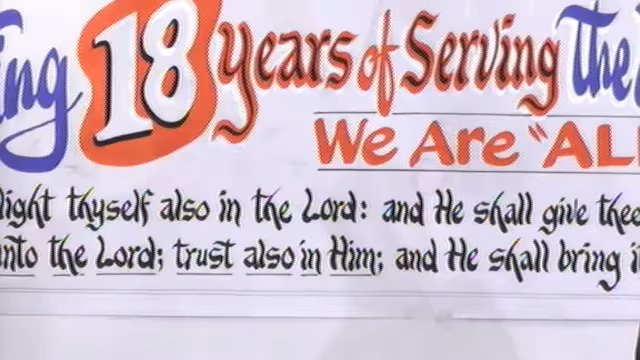 ing 18 years of Serving The
We Are "AL
light thyself also in the Lord: and He shall give thee
unto the Lord; trust also in Him; and He shall bring i